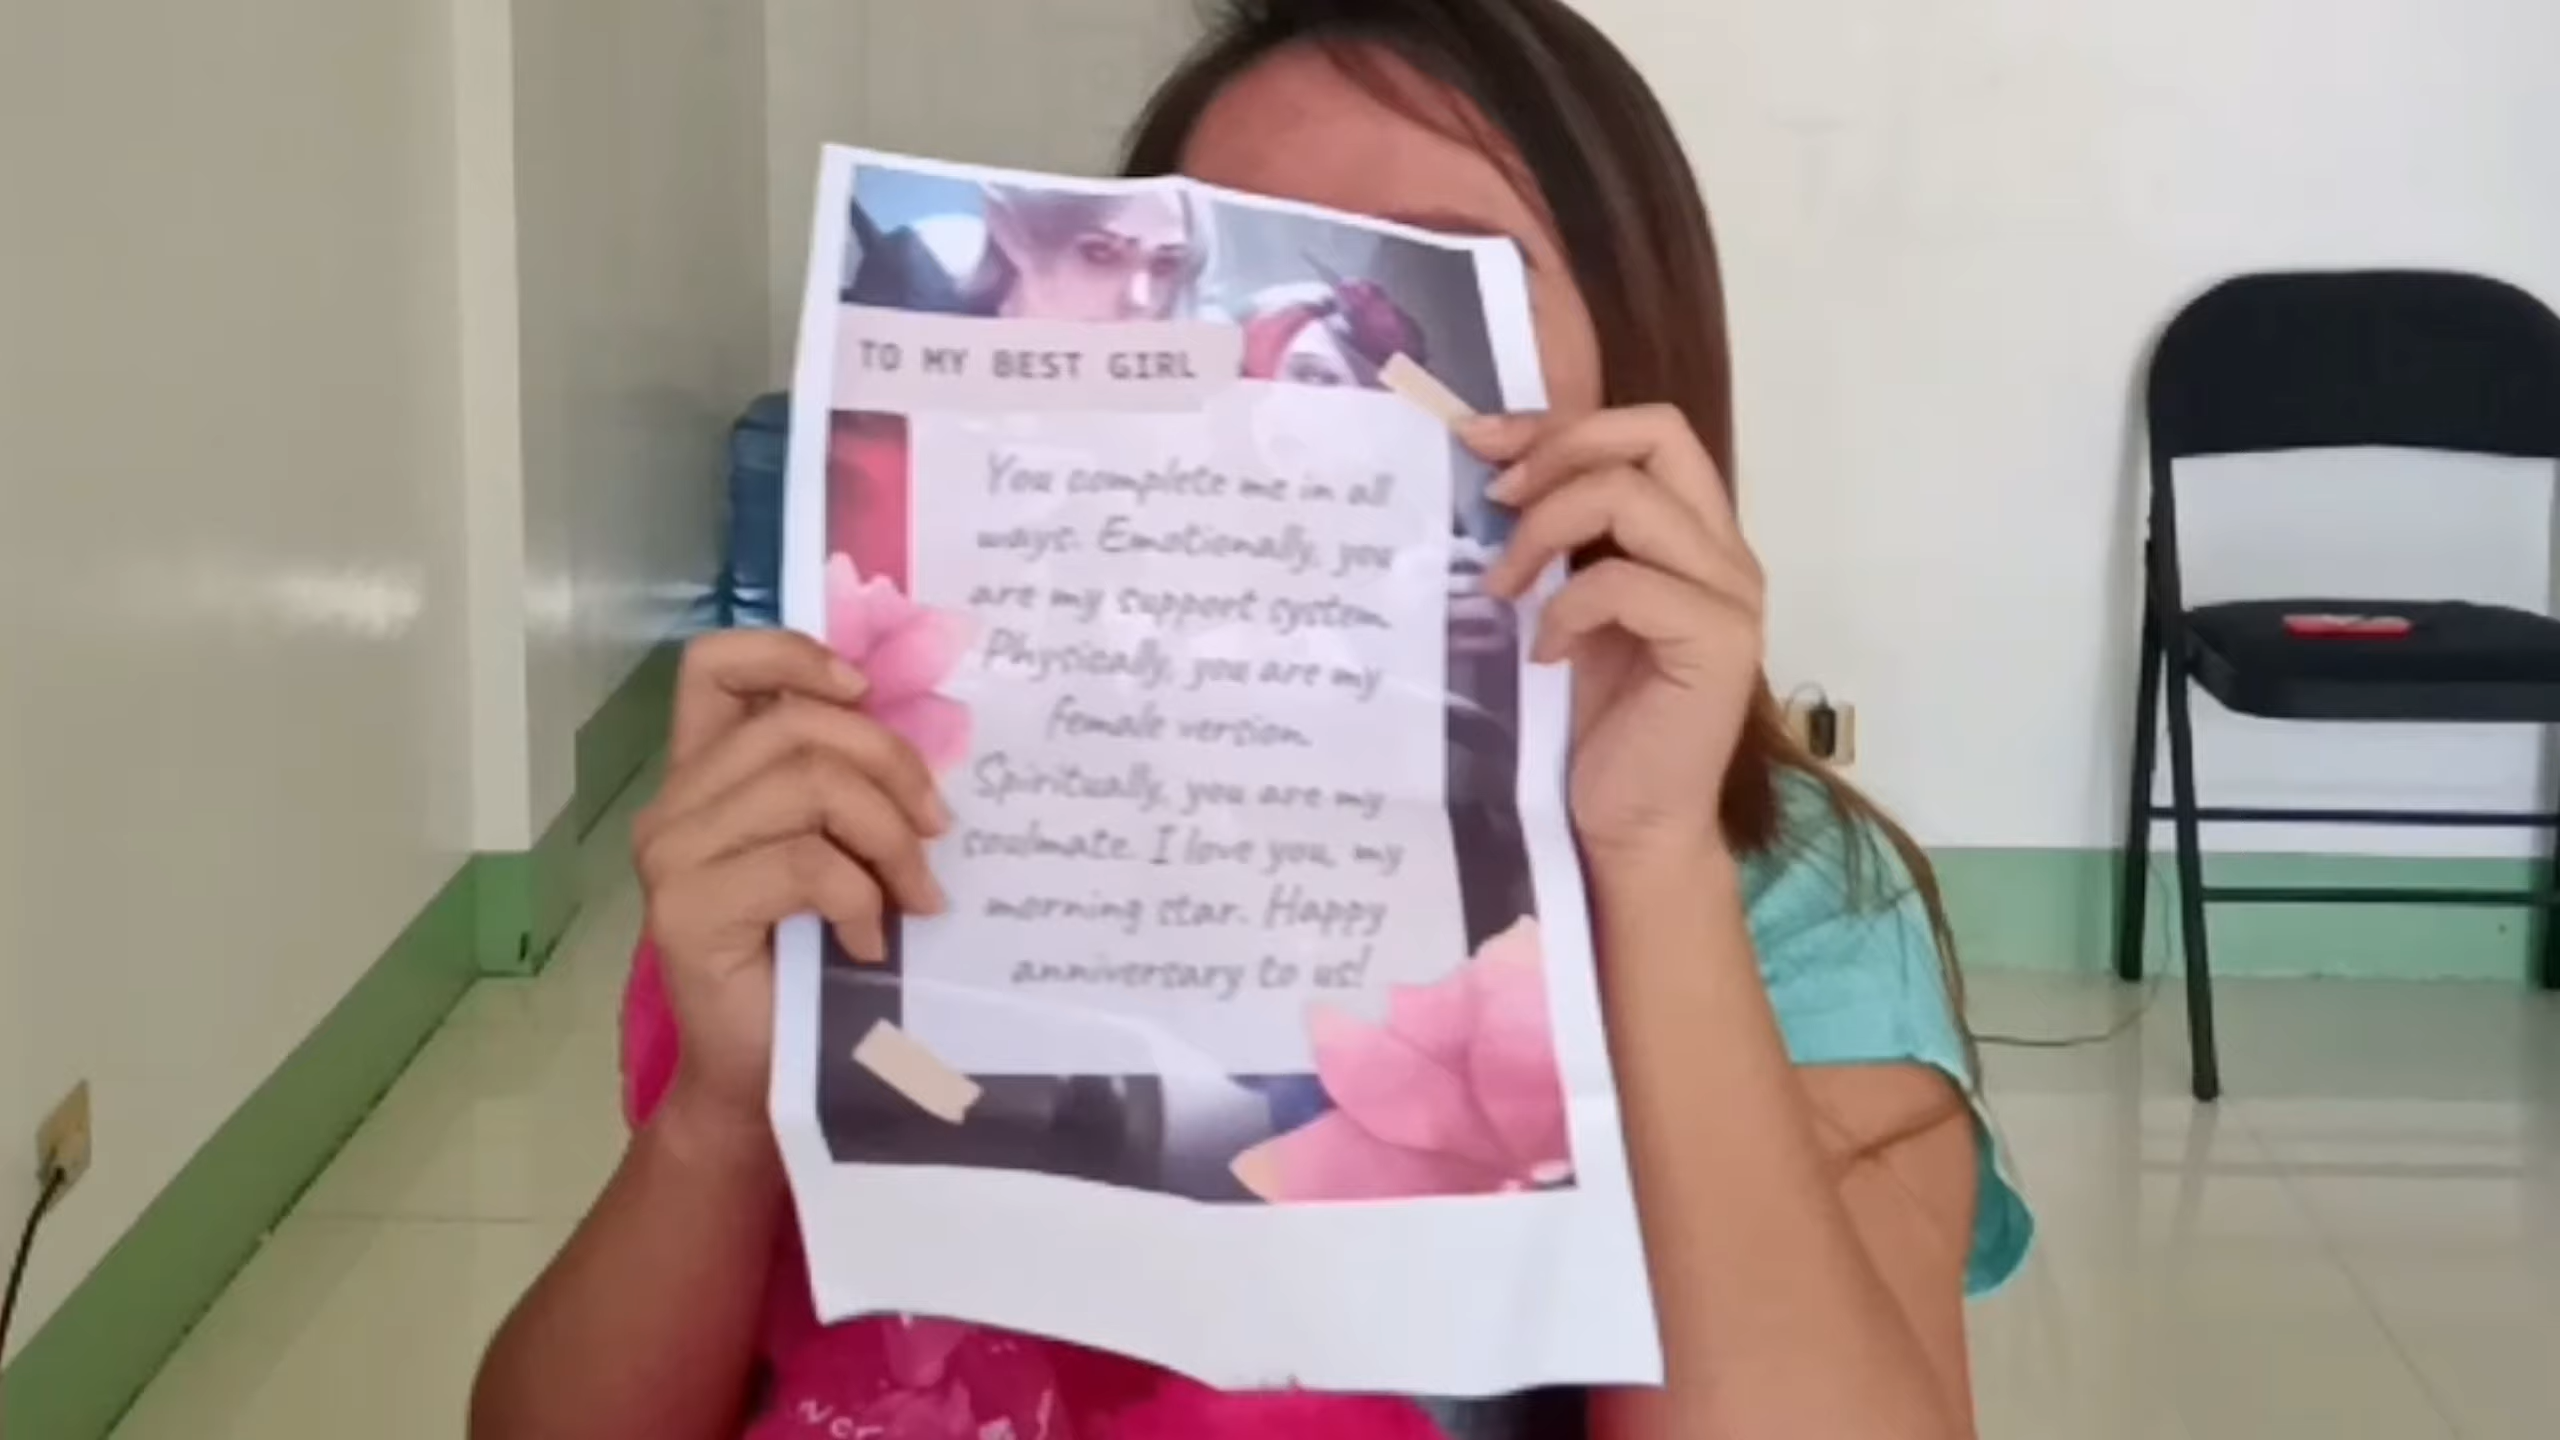 TO MY BEST GIRL
You complete me in all
ways. Emotionally, you
are my support system.
Physically, you are my
female version.
Spiritually, you are my
soulmate. I love you, my
morning star. Happy
anniversary to us!